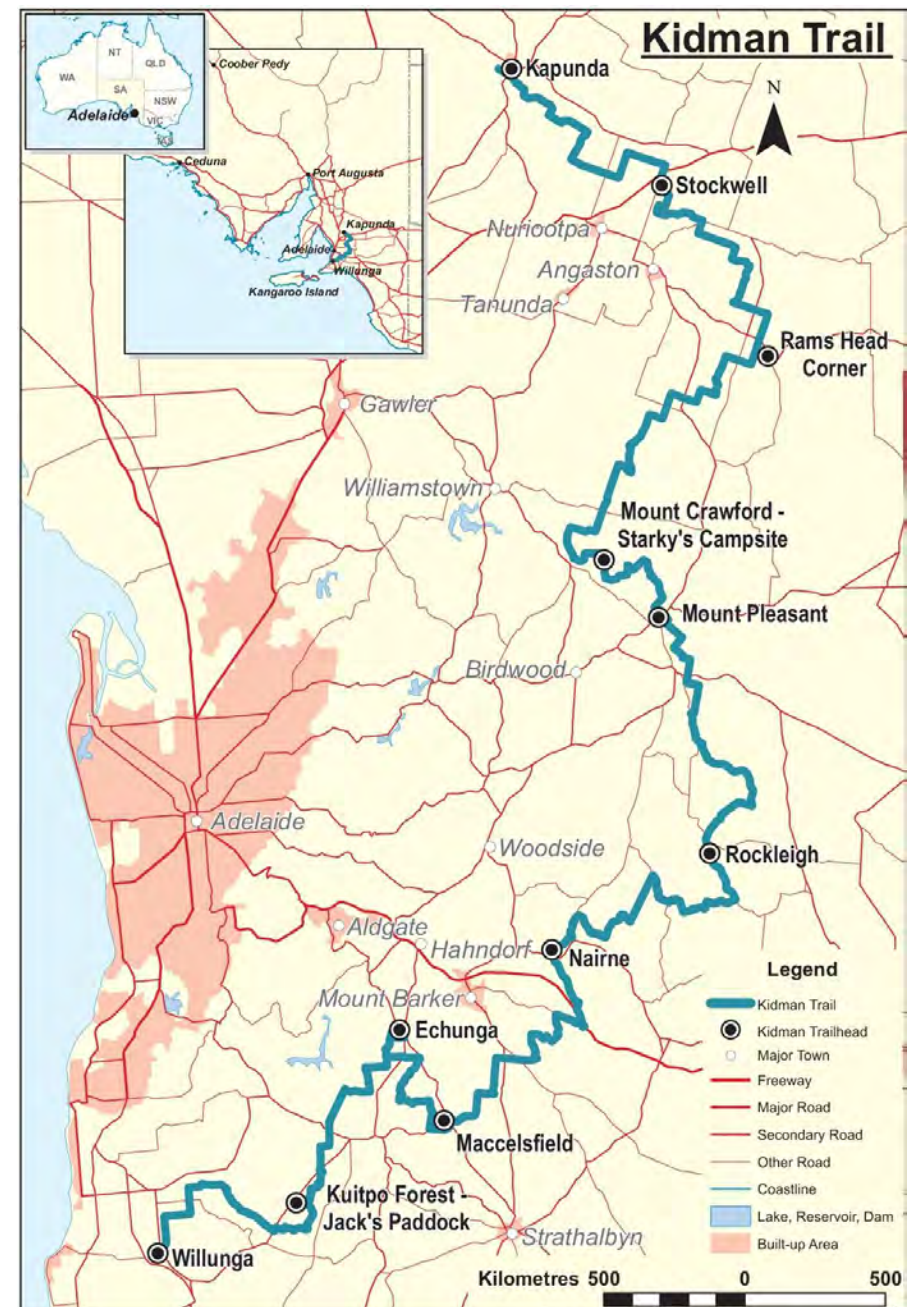 Kidman Trail
NT
QLD
WA
SA
NSW
VIC
Adelaide
Coober Pedy
Ceduna
Port Augusta
Kapunda
Adelaide
Willunga
Kangaroo Island
Kapunda
N
Stockwell
Nuriootpa
Angaston
Tanunda
Rams Head
Corner
Gawler
Williamstown
Mount Crawford -
Starky's Campsite
Mount Pleasant
Birdwood
Adelaide
Woodside
Rockleigh
Aldgate
Hahndorf
Nairne
Mount Barker
Echunga
Maccelsfield
Kuitpo Forest -
Jack's Paddock
Willunga
Strathalbyn
Legend
Kidman Trail
Kidman Trailhead
Major Town
Freeway
Major Road
Secondary Road
Other Road
Coastline
Lake, Reservoir, Dam
Built-up Area
Kilometres 500 0 500